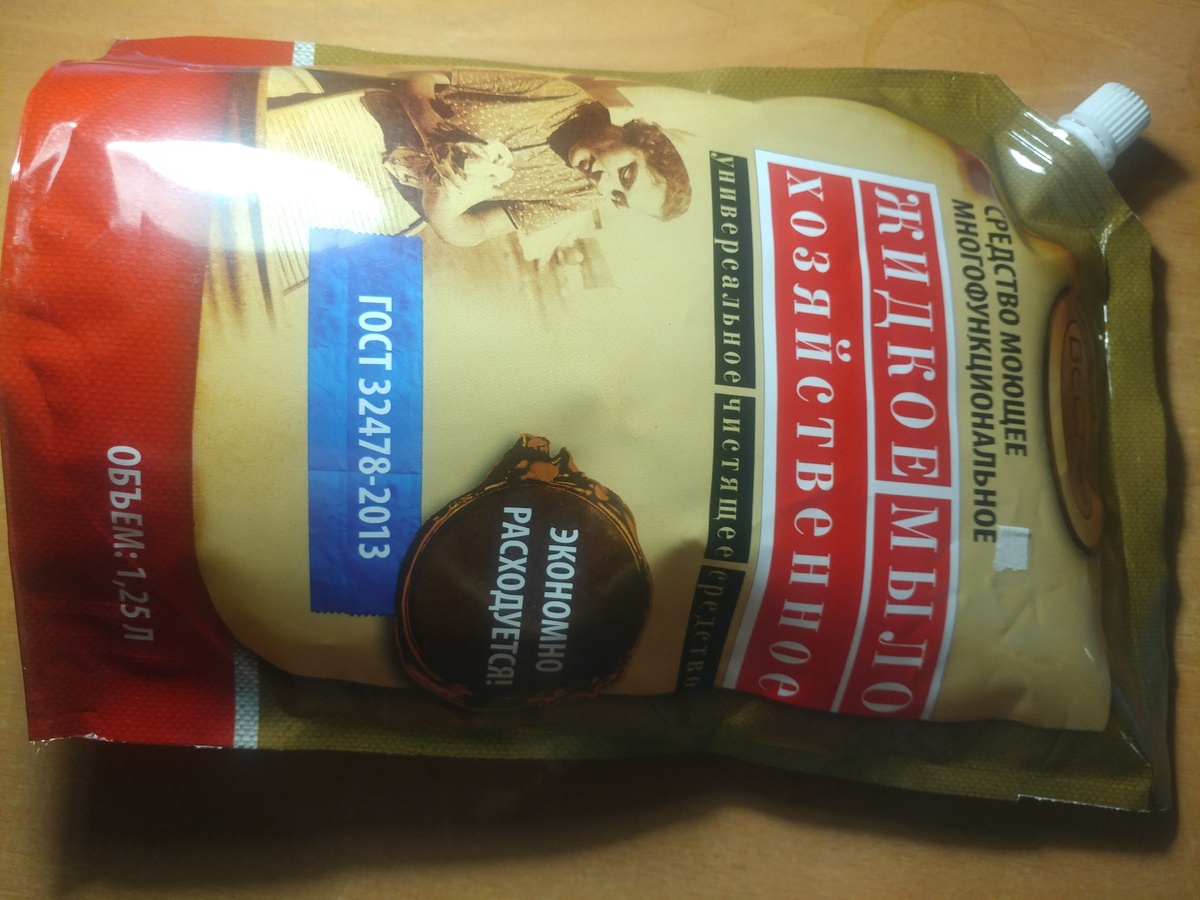 СРЕДСТВО МОЮЩЕЕ
МНОГОФУНКЦИОНАЛЬНОЕ
ЖИДКОЕ МЫЛО
хозяйственное
универсальное чистящее средство
ЭКОНОМНО
РАСХОДУЕТСЯ!
ГОСТ 32478-2013
ОБЪЕМ: 1,25 Л